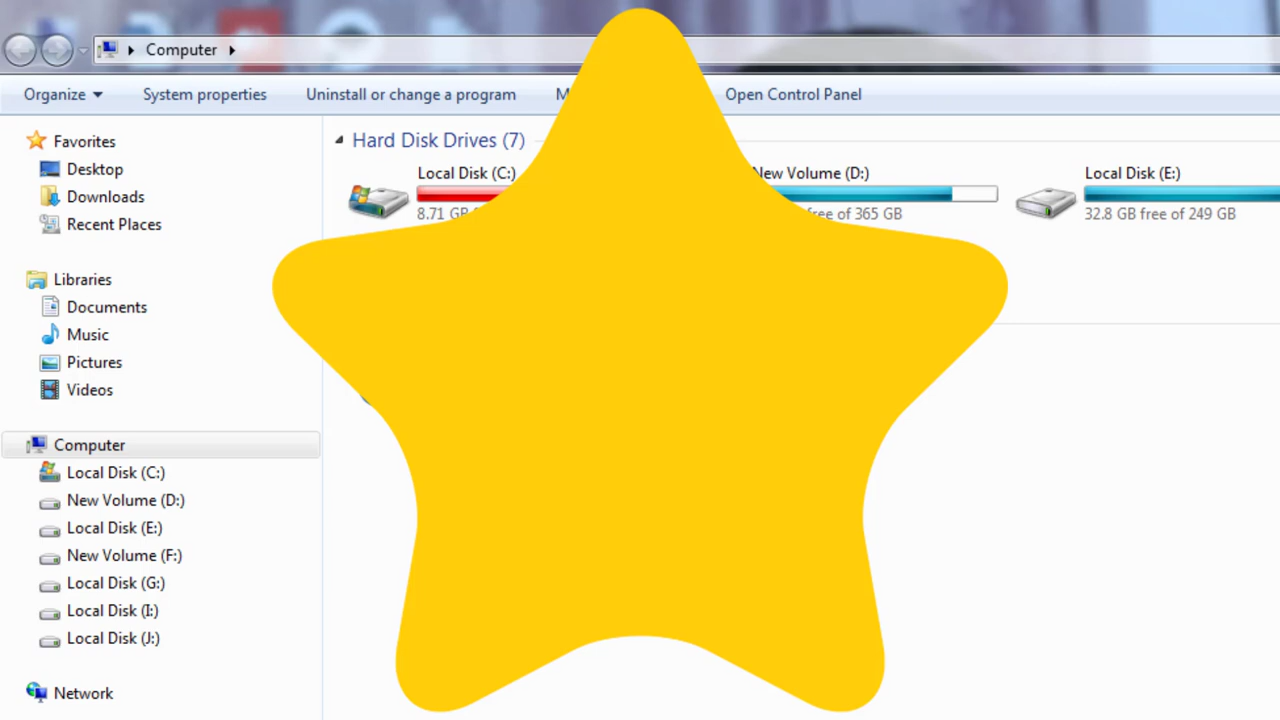 Computer
Organize
System properties
Uninstall or change a program
Open Control Panel
Favorites
Desktop
Downloads
Recent Places
Libraries
Documents
Music
Pictures
Videos
Computer
Local Disk (C:)
New Volume (D:)
Local Disk (E:)
New Volume (F:)
Local Disk (G:)
Local Disk (I:)
Local Disk (J:)
Network
Hard Disk Drives (7)
Local Disk (C:)
8.71 GB
New Volume (D:)
free of 365 GB
Local Disk (E:)
32.8 GB free of 249 GB